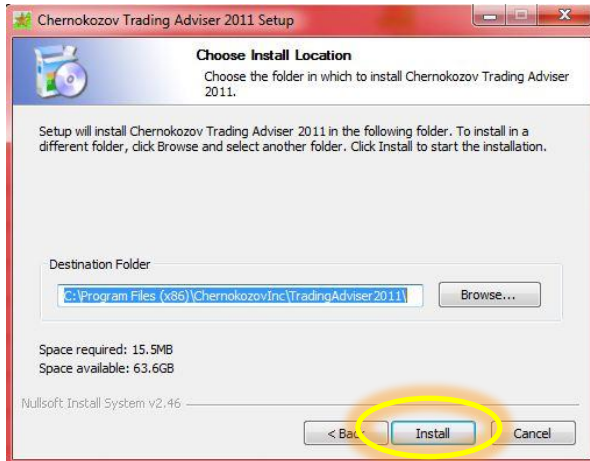 Chernokozov Trading Adviser 2011 Setup
Choose Install Location
Choose the folder in which to install Chernokozov Trading Adviser
2011.
Setup will install Chernokozov Trading Adviser 2011 in the following folder. To install in a
different folder, click Browse and select another folder. Click Install to start the installation.
Destination Folder
C:\Program Files (x86)\ChernokozovInc\TradingAdviser2011\
Browse...
Space required: 15.5MB
Space available: 63.6GB
Nullsoft Install System v2.46
< Back Install Cancel